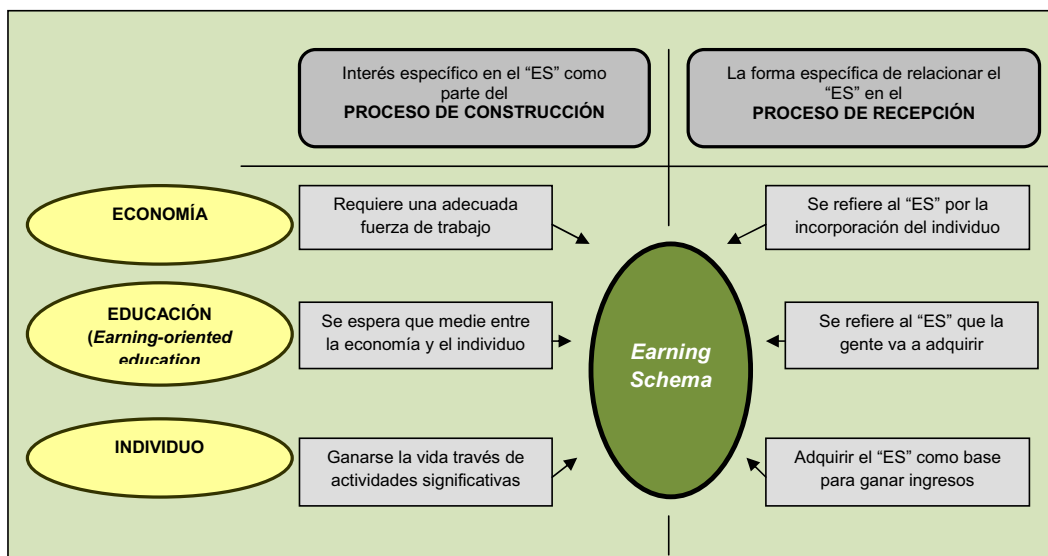 Interés específico en el “ES” como
parte del
PROCESO DE CONSTRUCCIÓN
La forma específica de relacionar el
“ES” en el
PROCESO DE RECEPCIÓN
ECONOMÍA
Requiere una adecuada
fuerza de trabajo
Se refiere al “ES” por la
incorporación del individuo
EDUCACIÓN
(Earning-oriented
education
Se espera que medie entre
la economía y el individuo
Earning
Schema
Se refiere al “ES” que la
gente va a adquirir
INDIVIDUO
Ganarse la vida través de
actividades significativas
Adquirir el “ES” como base
para ganar ingresos